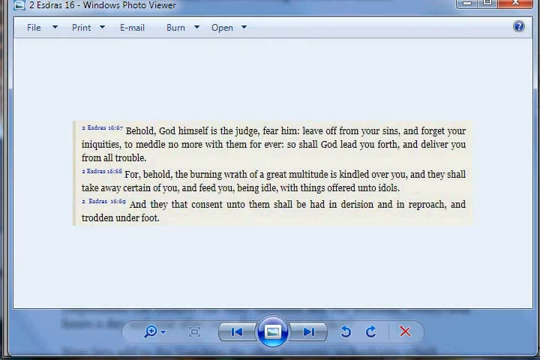 2 Esdras 16 - Windows Photo Viewer
File Print E-mail Burn Open
2 Esdras 16:67 Behold, God himself is the judge, fear him: leave off from your sins, and forget your
iniquities, to meddle no more with them for ever: so shall God lead you forth, and deliver you
from all trouble.
2 Esdras 16:68 For, behold, the burning wrath of a great multitude is kindled over you, and they shall
take away certain of you, and feed you, being idle, with things offered unto idols.
2 Esdras 16:69 And they that consent unto them shall be had in derision and in reproach, and
trodden under foot.